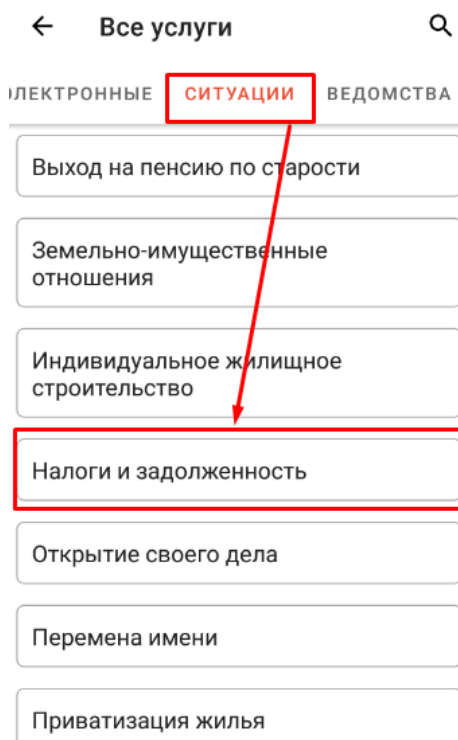 Все услуги
ЛЕКТРОННЫЕ СИТУАЦИИ ВЕДОМСТВА
Выход на пенсию по старости
Земельно-имущественные
отношения
Индивидуальное жилищное
строительство
Налоги и задолженность
Открытие своего дела
Перемена имени
Приватизация жилья